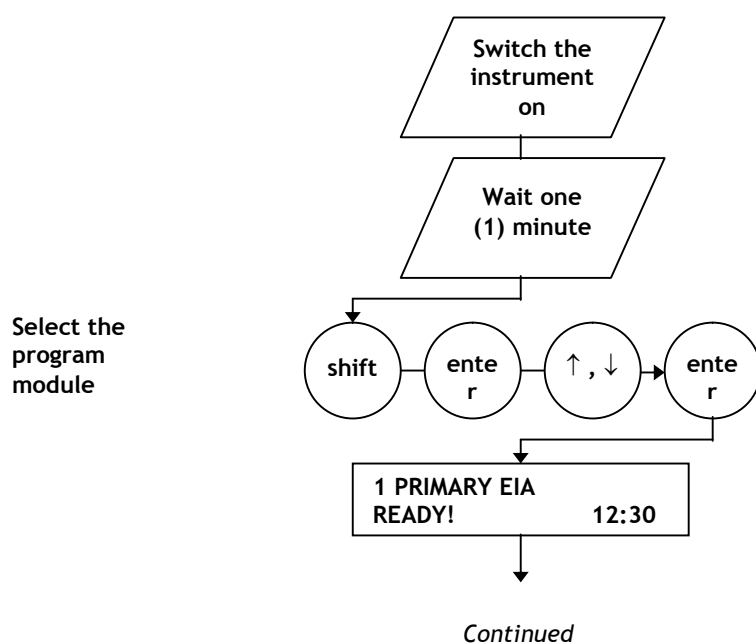 Switch the
instrument
on
Wait one
(1) minute
Select the
program
module
shift
ente
r
↑ , ↓
ente
r
1 PRIMARY EIA
READY! 12:30
Continued